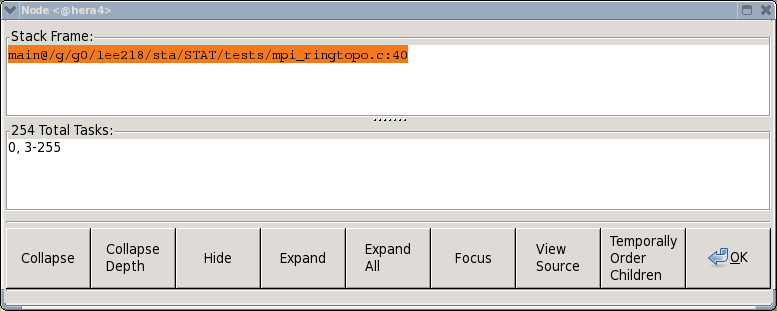 Node <@hera4>
Stack Frame:
main@/g/g0/lee218/sta/STAT/tests/mpi_ringtopo.c:40
254 Total Tasks:
0, 3-255
Collapse
Collapse
Depth
Hide
Expand
Expand
All
Focus
View
Source
Temporally
Order
Children
OK